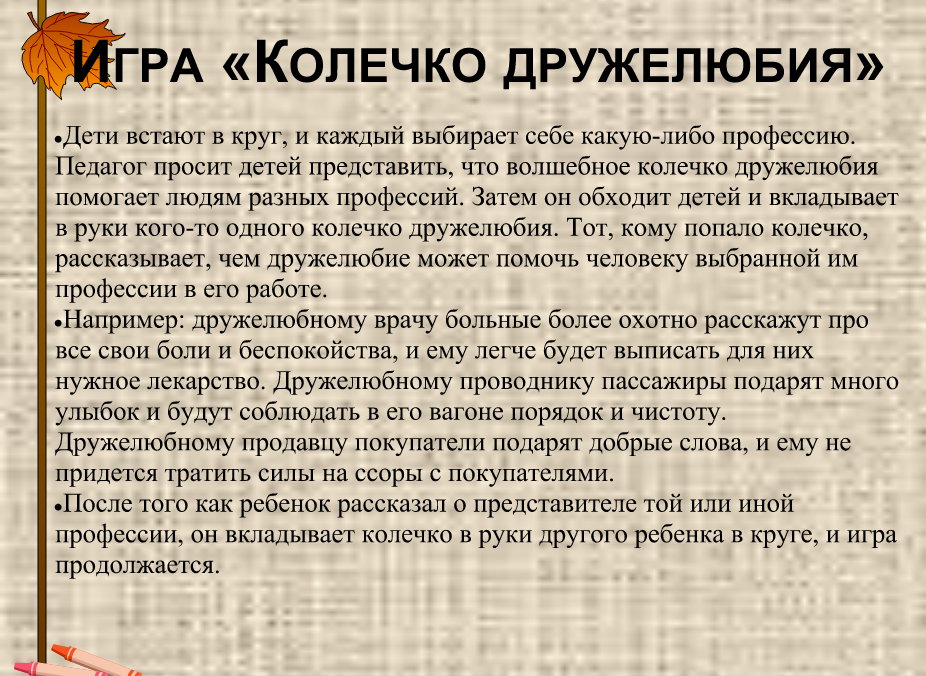 Игра «Колечко дружелюбия»
●Дети встают в круг, и каждый выбирает себе какую-либо профессию.
Педагог просит детей представить, что волшебное колечко дружелюбия
помогает людям разных профессий. Затем он обходит детей и вкладывает
в руки кого-то одного колечко дружелюбия. Тот, кому попало колечко,
рассказывает, чем дружелюбие может помочь человеку выбранной им
профессии в его работе.
●Например: дружелюбному врачу больные более охотно расскажут про
все свои боли и беспокойства, и ему легче будет выписать для них
нужное лекарство. Дружелюбному проводнику пассажиры подарят много
улыбок и будут соблюдать в его вагоне порядок и чистоту.
Дружелюбному продавцу покупатели подарят добрые слова, и ему не
придется тратить силы на ссоры с покупателями.
●После того как ребенок рассказал о представителе той или иной
профессии, он вкладывает колечко в руки другого ребенка в круге, и игра
продолжается.